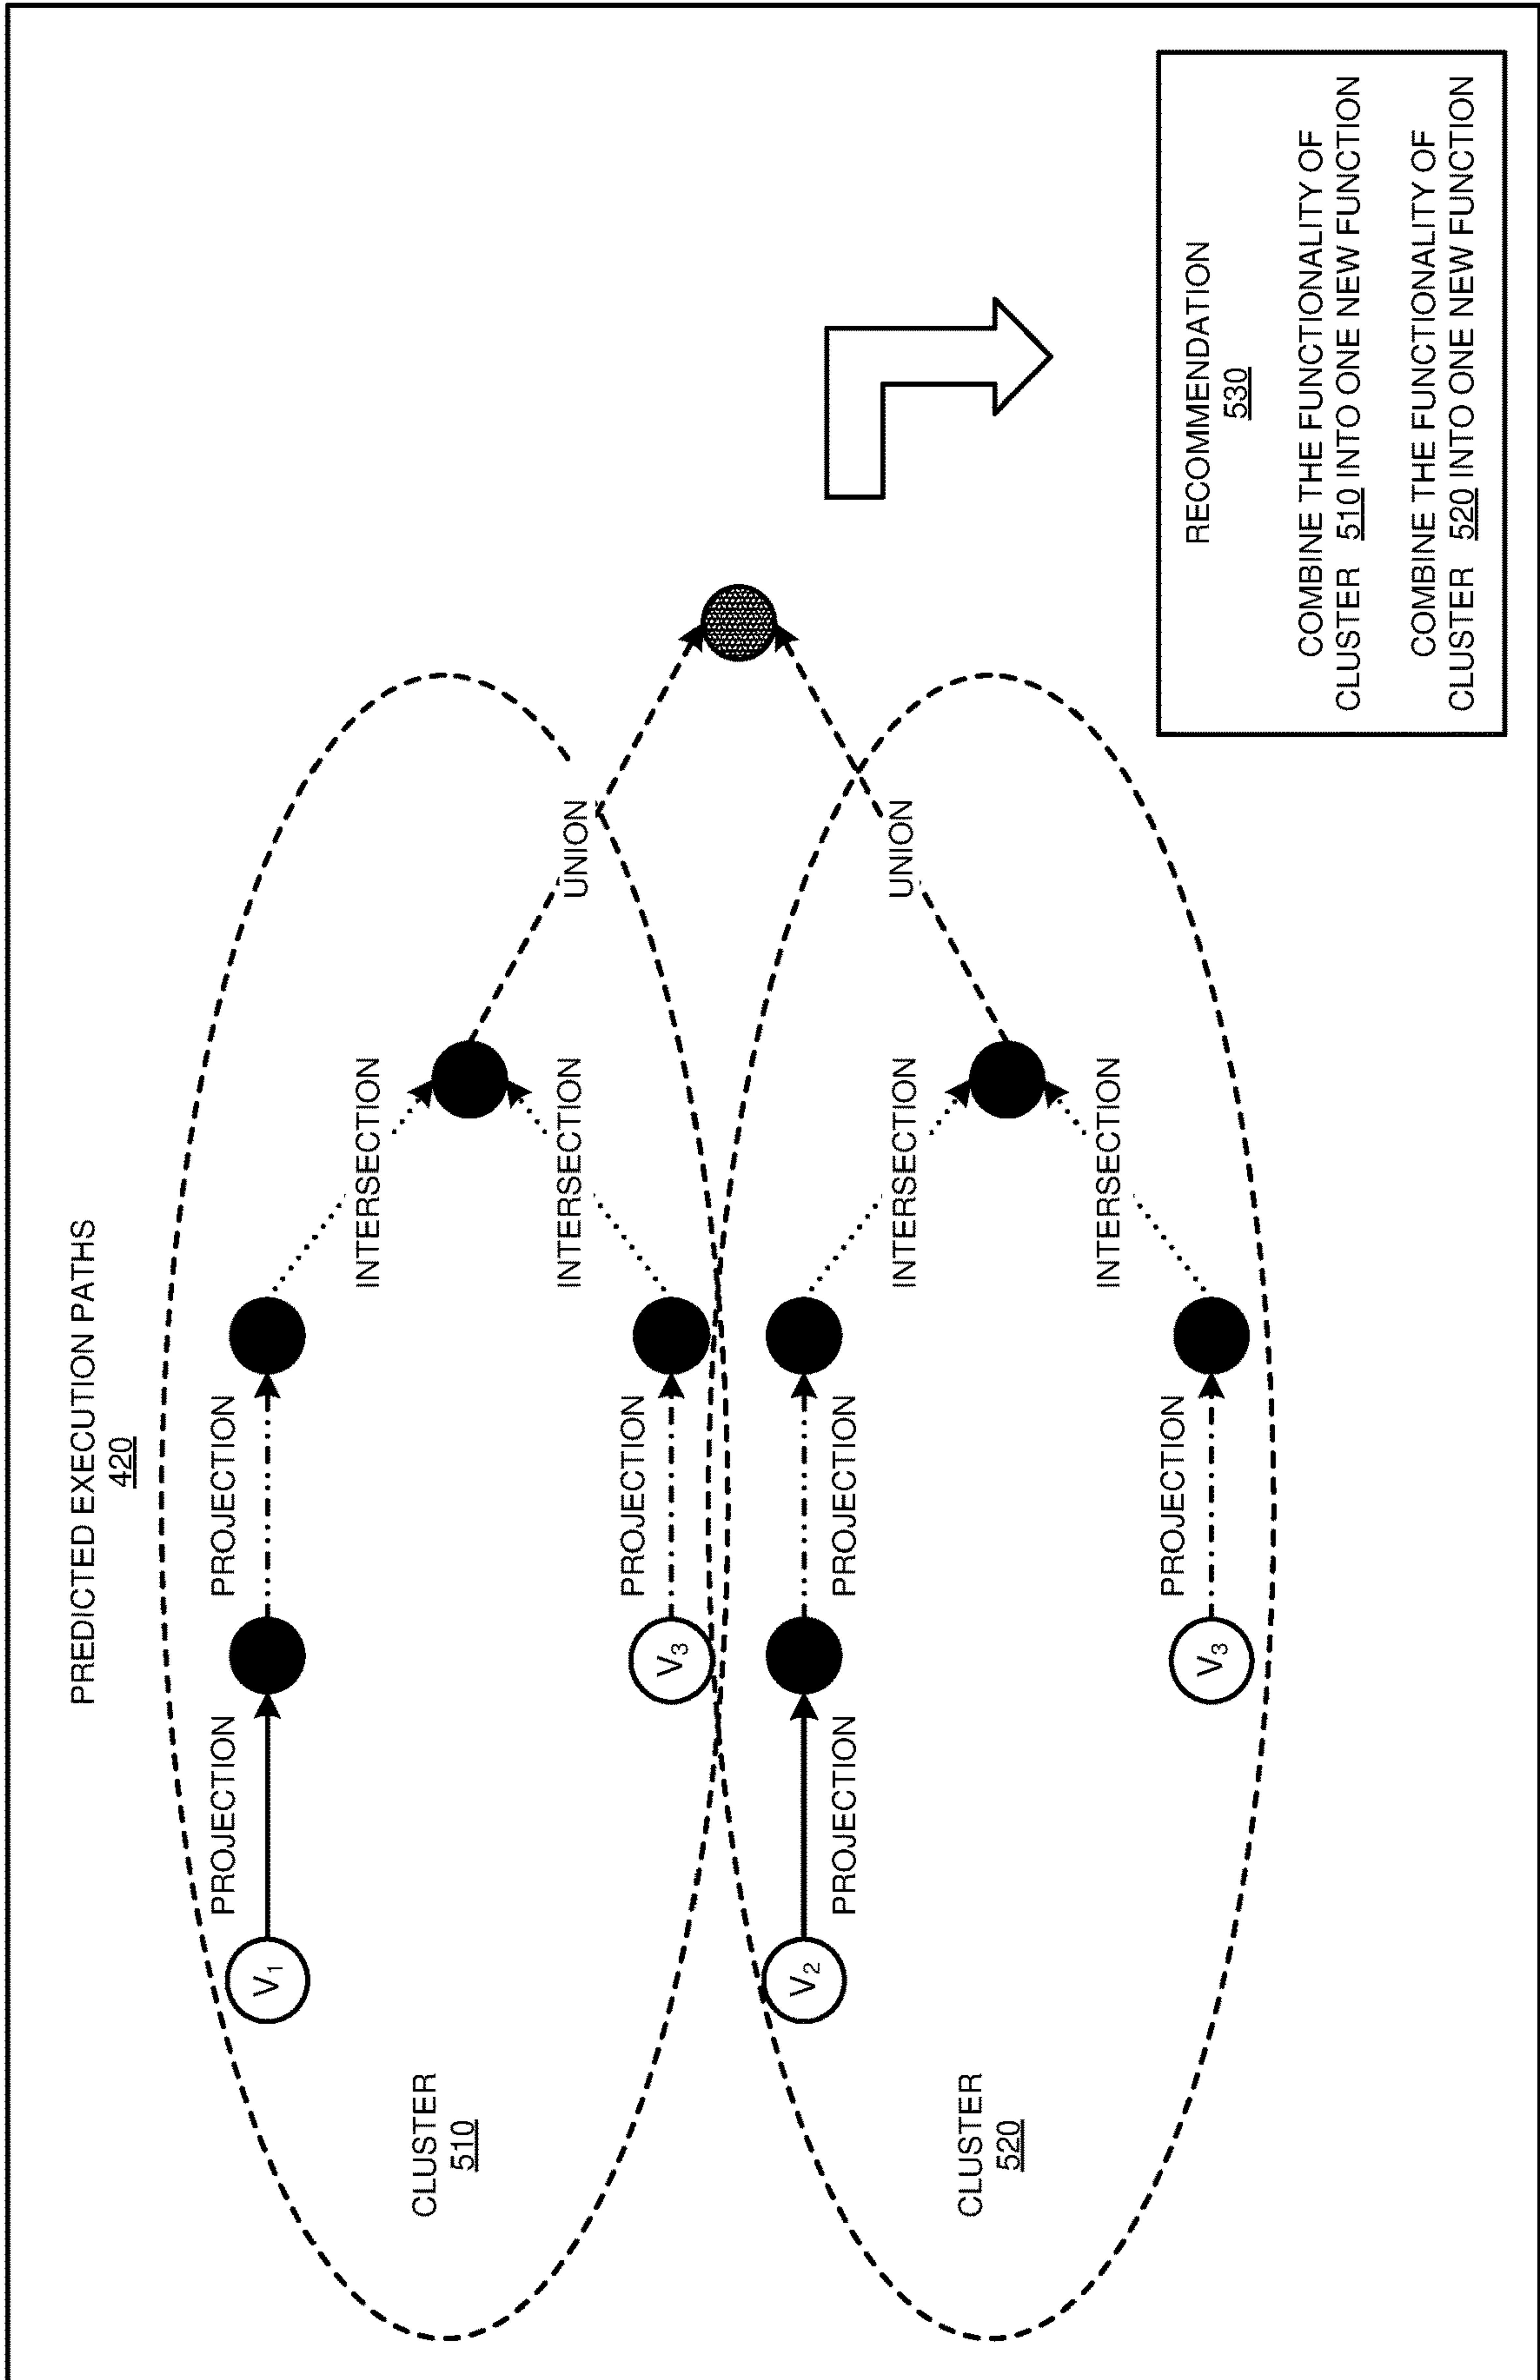 PREDICTED EXECUTION PATHS
420
CLUSTER
510
V1
PROJECTION
PROJECTION
INTERSECTION
V3
PROJECTION
INTERSECTION
UNION
CLUSTER
520
V2
PROJECTION
PROJECTION
INTERSECTION
V3
PROJECTION
INTERSECTION
UNION
RECOMMENDATION
530
COMBINE THE FUNCTIONALITY OF
CLUSTER 510 INTO ONE NEW FUNCTION
COMBINE THE FUNCTIONALITY OF
CLUSTER 520 INTO ONE NEW FUNCTION